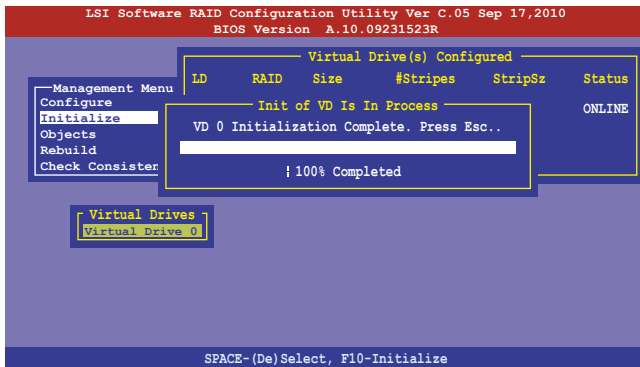 LSI Software RAID Configuration Utility Ver C.05 Sep 17,2010
BIOS Version A.10.09231523R
Virtual Drive(s) Configured
LD RAID Size #Stripes StripSz Status
ONLINE
Management Menu
Configure
Initialize
Objects
Rebuild
Check Consisten
Init of VD Is In Process
VD 0 Initialization Complete. Press Esc..
100% Completed
Virtual Drives
Virtual Drive 0
SPACE-(De)Select, F10-Initialize